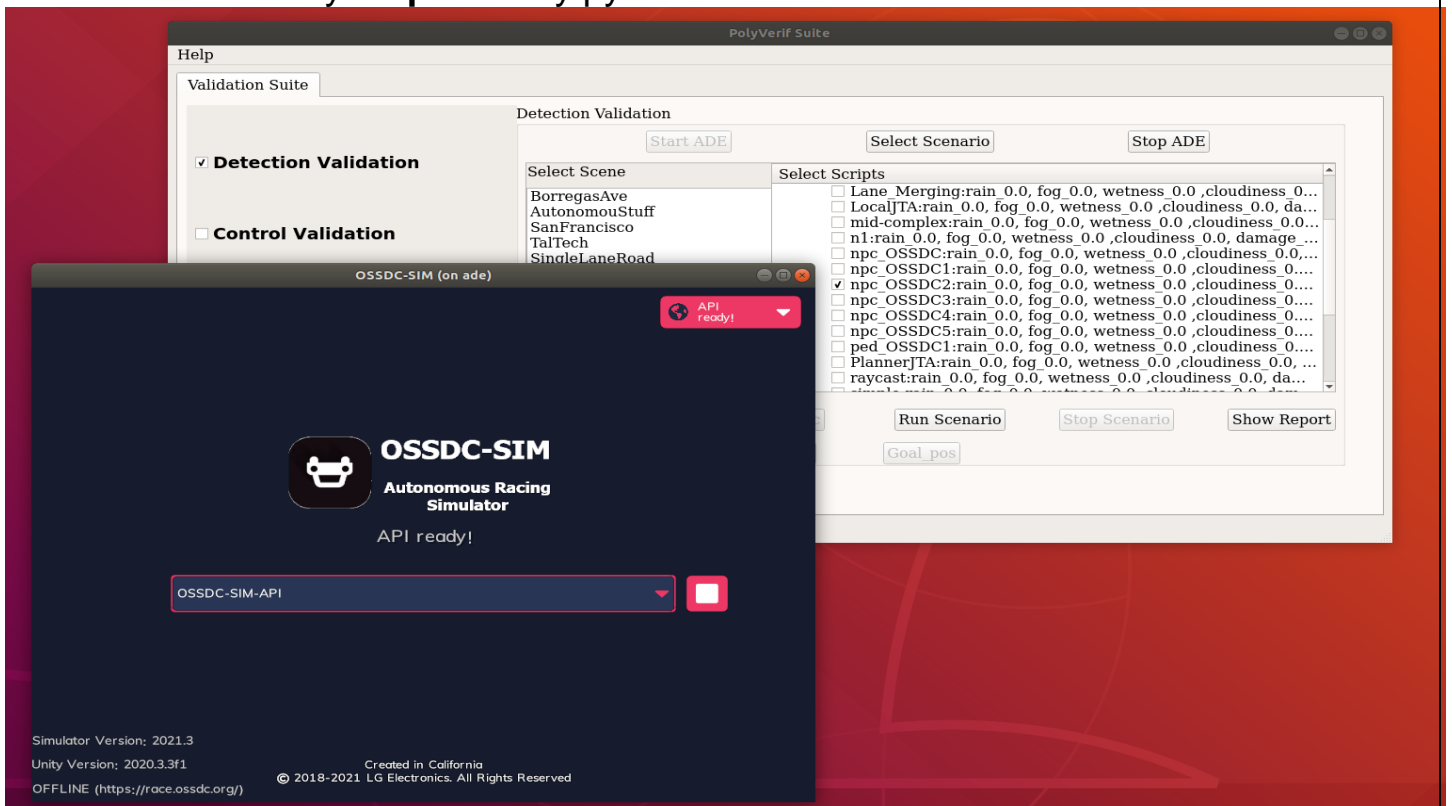 PolyVerif Suite
Help
Validation Suite
Detection Validation
Start ADE
Select Scenario
Stop ADE
Detection Validation
Control Validation
Select Scene
BorregasAve
AutonomouStuff
SanFrancisco
TalTech
SingleLaneRoad
Select Scripts
Lane_Merging:rain_0.0, fog_0.0, wetness_0.0 ,cloudiness_0...
LocalJTA:rain_0.0, fog_0.0, wetness_0.0 ,cloudiness_0.0, da...
mid-complex:rain_0.0, fog_0.0, wetness_0.0 ,cloudiness_0.0...
n1:rain_0.0, fog_0.0, wetness_0.0 ,cloudiness_0.0, damage_...
npc_OSSDC:rain_0.0, fog_0.0, wetness_0.0 ,cloudiness_0.0,...
npc_OSSDC1:rain_0.0, fog_0.0, wetness_0.0 ,cloudiness_0....
npc_OSSDC2:rain_0.0, fog_0.0, wetness_0.0 ,cloudiness_0....
npc_OSSDC3:rain_0.0, fog_0.0, wetness_0.0 ,cloudiness_0....
npc_OSSDC4:rain_0.0, fog_0.0, wetness_0.0 ,cloudiness_0....
npc_OSSDC5:rain_0.0, fog_0.0, wetness_0.0 ,cloudiness_0....
ped_OSSDC1:rain_0.0, fog_0.0, wetness_0.0 ,cloudiness_0....
PlannerJTA:rain_0.0, fog_0.0, wetness_0.0 ,cloudiness_0.0, ...
raycast:rain_0.0, fog_0.0, wetness_0.0 ,cloudiness_0.0, da...
Run Scenario
Stop Scenario
Show Report
Goal_pos
OSSDC-SIM (on ade)
API
ready!
OSSDC-SIM
Autonomous Racing
Simulator
API ready!
OSSDC-SIM-API
Simulator Version: 2021.3
Unity Version: 2020.3.3f1
OFFLINE (https://race.ossdc.org/)
Created in California
© 2018-2021 LG Electronics. All Rights Reserved